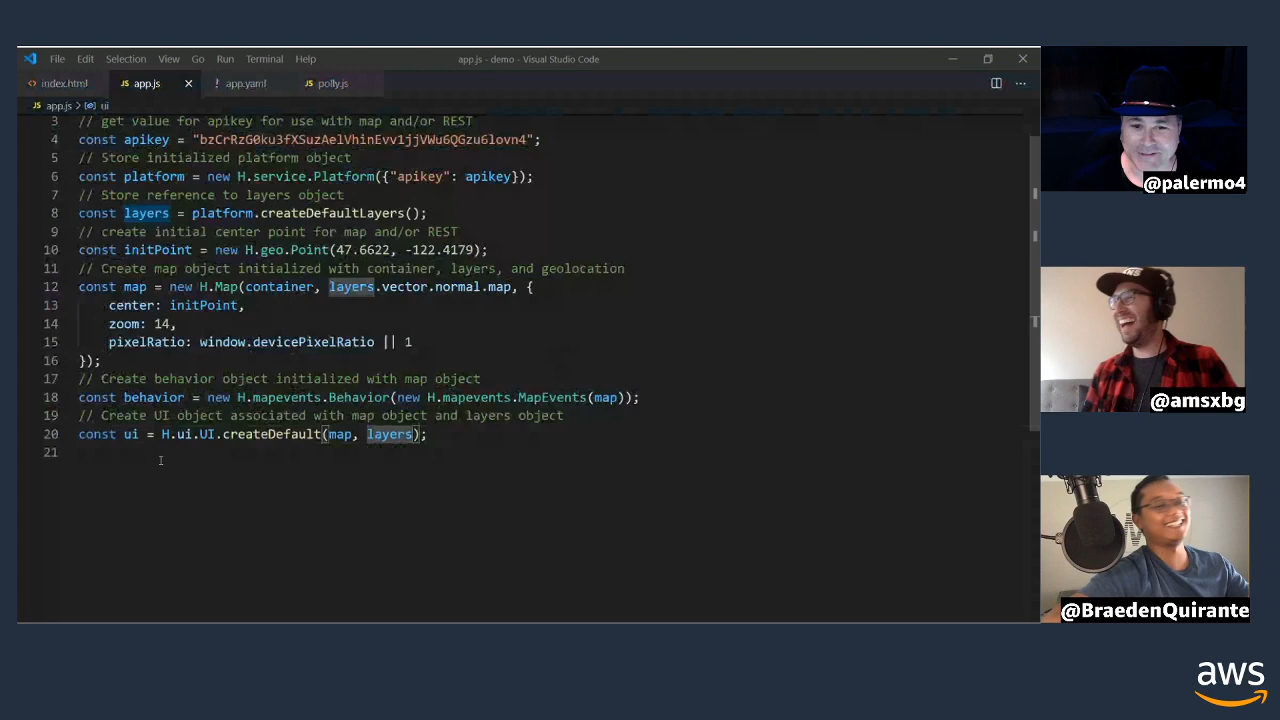 File Edit Selection View Go Run Terminal Help app.js - demo - Visual Studio Code
index.html JS app.js ! app.yaml JS polly.js
JS app.js > ui
3 // get value for apikey for use with map and/or REST
4 const apikey = "bzCrRzG0ku3fXSuzAelVhinEvv1jjVWu6QGzu6lovn4";
5 // Store initialized platform object
6 const platform = new H.service.Platform({"apikey": apikey});
7 // Store reference to layers object
8 const layers = platform.createDefaultLayers();
9 // create initial center point for map and/or REST
10 const initPoint = new H.geo.Point(47.6622, -122.4179);
11 // Create map object initialized with container, layers, and geolocation
12 const map = new H.Map(container, layers.vector.normal.map, {
13 center: initPoint,
14 zoom: 14,
15 pixelRatio: window.devicePixelRatio || 1
16 });
17 // Create behavior object initialized with map object
18 const behavior = new H.mapevents.Behavior(new H.mapevents.MapEvents(map));
19 // Create UI object associated with map object and layers object
20 const ui = H.ui.UI.createDefault(map, layers);
21
@palermo4
@amsxbg
@BraedenQuirante
aws